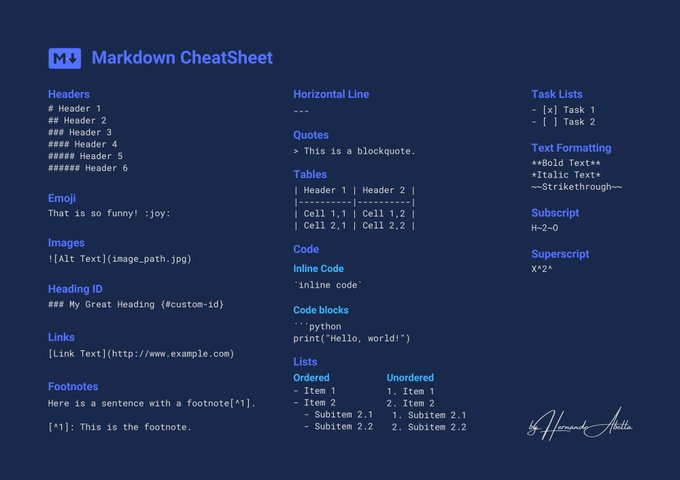 M↓ Markdown CheatSheet
Headers
# Header 1
## Header 2
### Header 3
#### Header 4
##### Header 5
###### Header 6
Emoji
That is so funny! :joy:
Images
![Alt Text](image_path.jpg)
Heading ID
### My Great Heading {#custom-id}
Links
[Link Text](http://www.example.com)
Footnotes
Here is a sentence with a footnote[^1].
[^1]: This is the footnote.
Horizontal Line
---
Quotes
> This is a blockquote.
Tables
| Header 1 | Header 2 |
|----------|----------|
| Cell 1,1 | Cell 1,2 |
| Cell 2,1 | Cell 2,2 |
Code
Inline Code
`inline code`
Code blocks
```python
print("Hello, world!")
Lists
Ordered
- Item 1
- Item 2
- Subitem 2.1
- Subitem 2.2
Unordered
1. Item 1
2. Item 2
1. Subitem 2.1
2. Subitem 2.2
Task Lists
- [x] Task 1
- [ ] Task 2
Text Formatting
**Bold Text**
*Italic Text*
~~Strikethrough~~
Subscript
H~2~O
Superscript
X^2^
by Hernando Abella